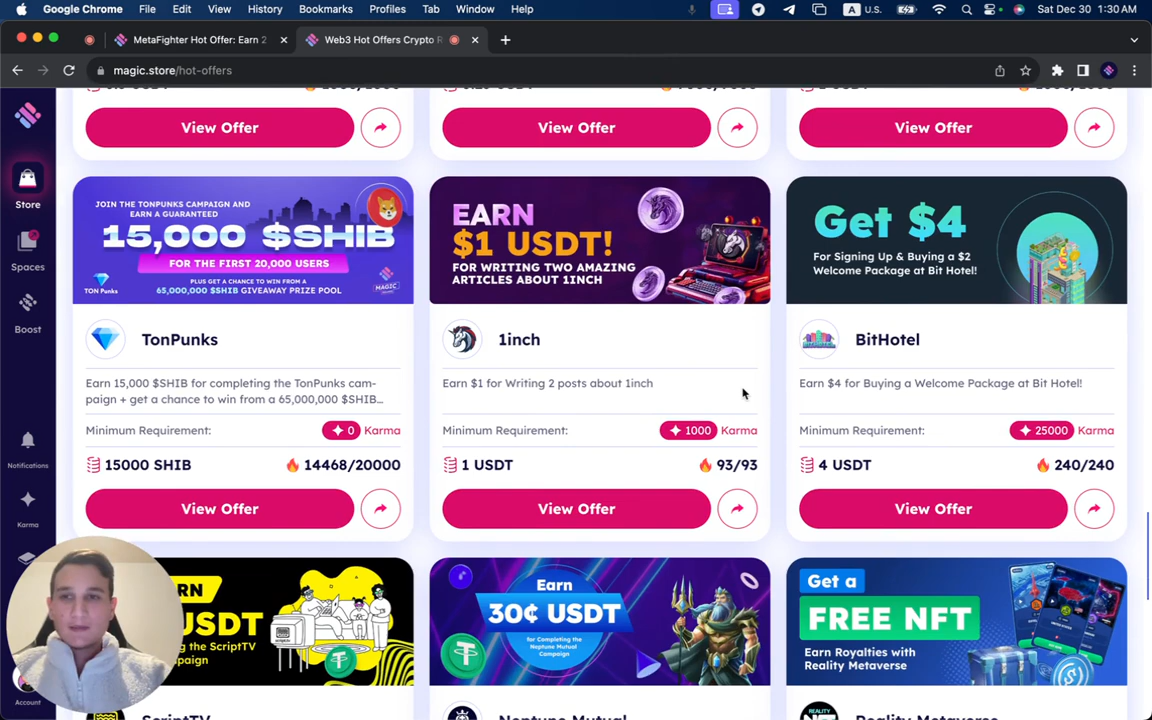 Google Chrome File Edit View History Bookmarks Profiles Tab Window Help
A U.S. Sat Dec 30 1:30 AM
MetaFighter Hot Offer: Earn 2
Web3 Hot Offers Crypto R
magic.store/hot-offers
View Offer
View Offer
View Offer
Store
Spaces
Boost
Notifications
Karma
Account
JOIN THE TONPUNKS CAMPAIGN AND
EARN A GUARANTEED
15,000 $SHIB
FOR THE FIRST 20,000 USERS
PLUS GET A CHANCE TO WIN FROM A
65,000,000 $SHIB GIVEAWAY PRIZE POOL
TON Punks
MAGIC
TonPunks
Earn 15,000 $SHIB for completing the TonPunks cam-
paign + get a chance to win from a 65,000,000 $SHIB...
Minimum Requirement:
0 Karma
15000 SHIB
14468/20000
View Offer
EARN
$1 USDT!
FOR WRITING TWO AMAZING
ARTICLES ABOUT 1INCH
1inch
Earn $1 for Writing 2 posts about 1inch
Minimum Requirement:
1000 Karma
1 USDT
93/93
View Offer
Get $4
For Signing Up & Buying a $2
Welcome Package at Bit Hotel!
BitHotel
Earn $4 for Buying a Welcome Package at Bit Hotel!
Minimum Requirement:
25000 Karma
4 USDT
240/240
View Offer
USDT
the ScriptTV
ScriptTV
Earn
30¢ USDT
for Completing the
Neptune Mutual
Campaign
Neptune Mutual
Get a
FREE NFT
Earn Royalties with
Reality Metaverse
REALITY
Reality Metaverse